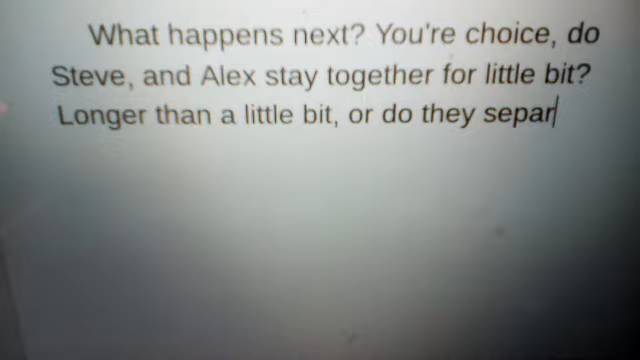 What happens next? You're choice, do
Steve, and Alex stay together for little bit?
Longer than a little bit, or do they separ